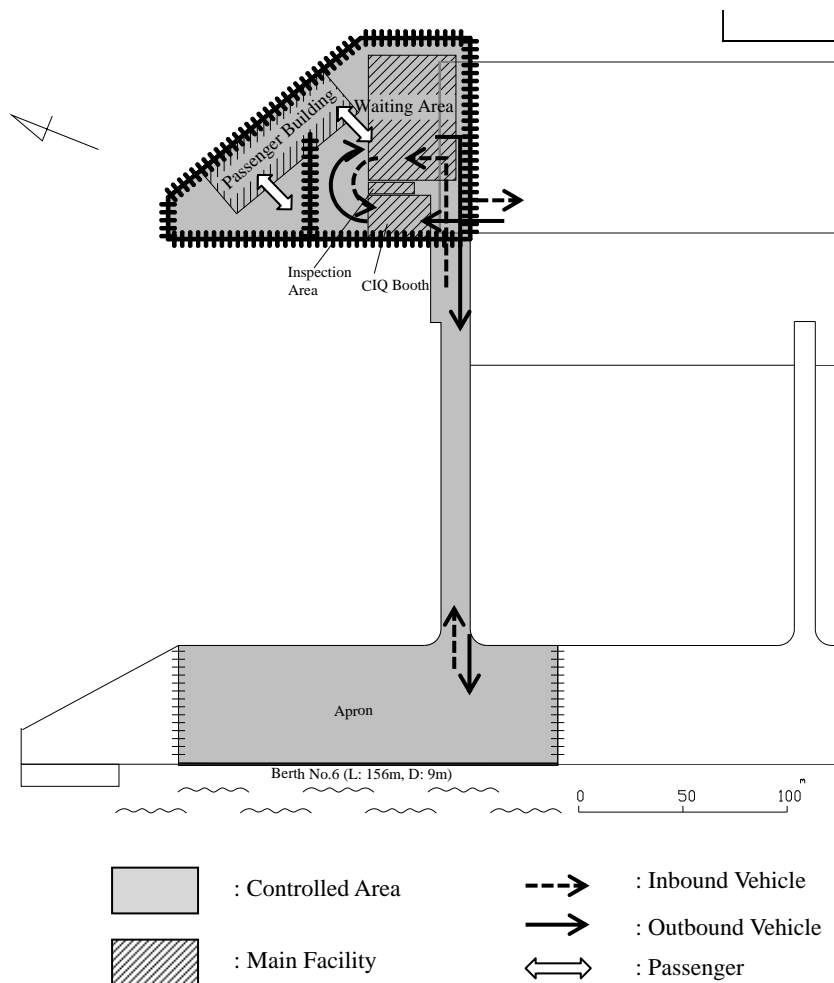 Waiting Area
Passenger Building
Inspection
Area
CIQ Booth
Apron
Berth No.6 (L: 156m, D: 9m)
m
0 50 100
: Controlled Area
: Inbound Vehicle
: Outbound Vehicle
: Main Facility
: Passenger